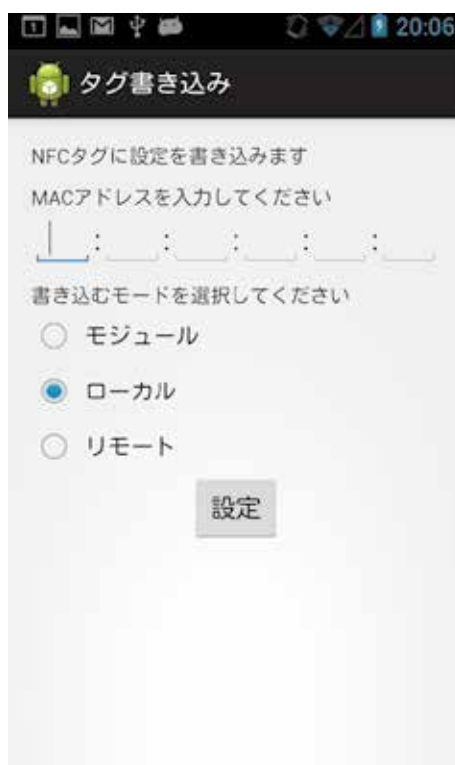 20:06
タグ書き込み
NFCタグに設定を書き込みます
MACアドレスを入力してください
: : : : :
書き込むモードを選択してください
モジュール
ローカル
リモート
設定